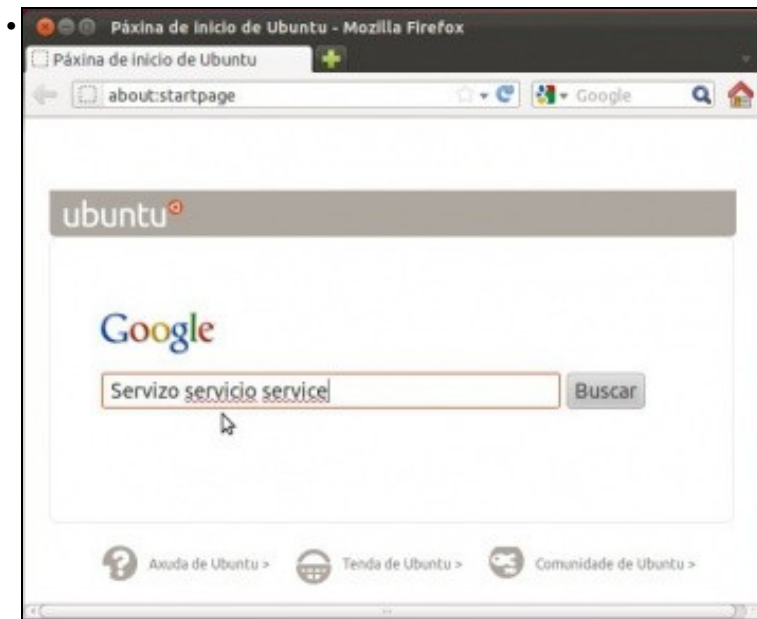 Páxina de inicio de Ubuntu - Mozilla Firefox
Páxina de inicio de Ubuntu
about:startpage Google
ubuntu
Google
Servizo servicio service Buscar
Axuda de Ubuntu > Tenda de Ubuntu > Comunidade de Ubuntu >